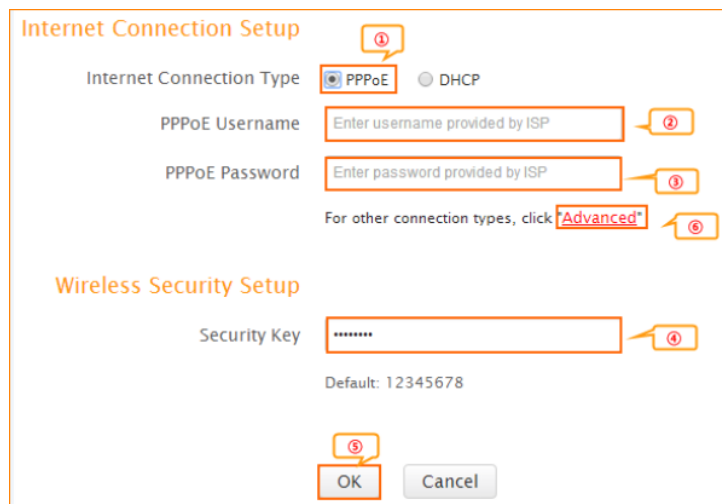 Internet Connection Setup
①
Internet Connection Type PPPoE DHCP
PPPoE Username Enter username provided by ISP ②
PPPoE Password Enter password provided by ISP ③
For other connection types, click "Advanced" ⑥
Wireless Security Setup
Security Key •••••••• ④
Default: 12345678
⑤
OK Cancel